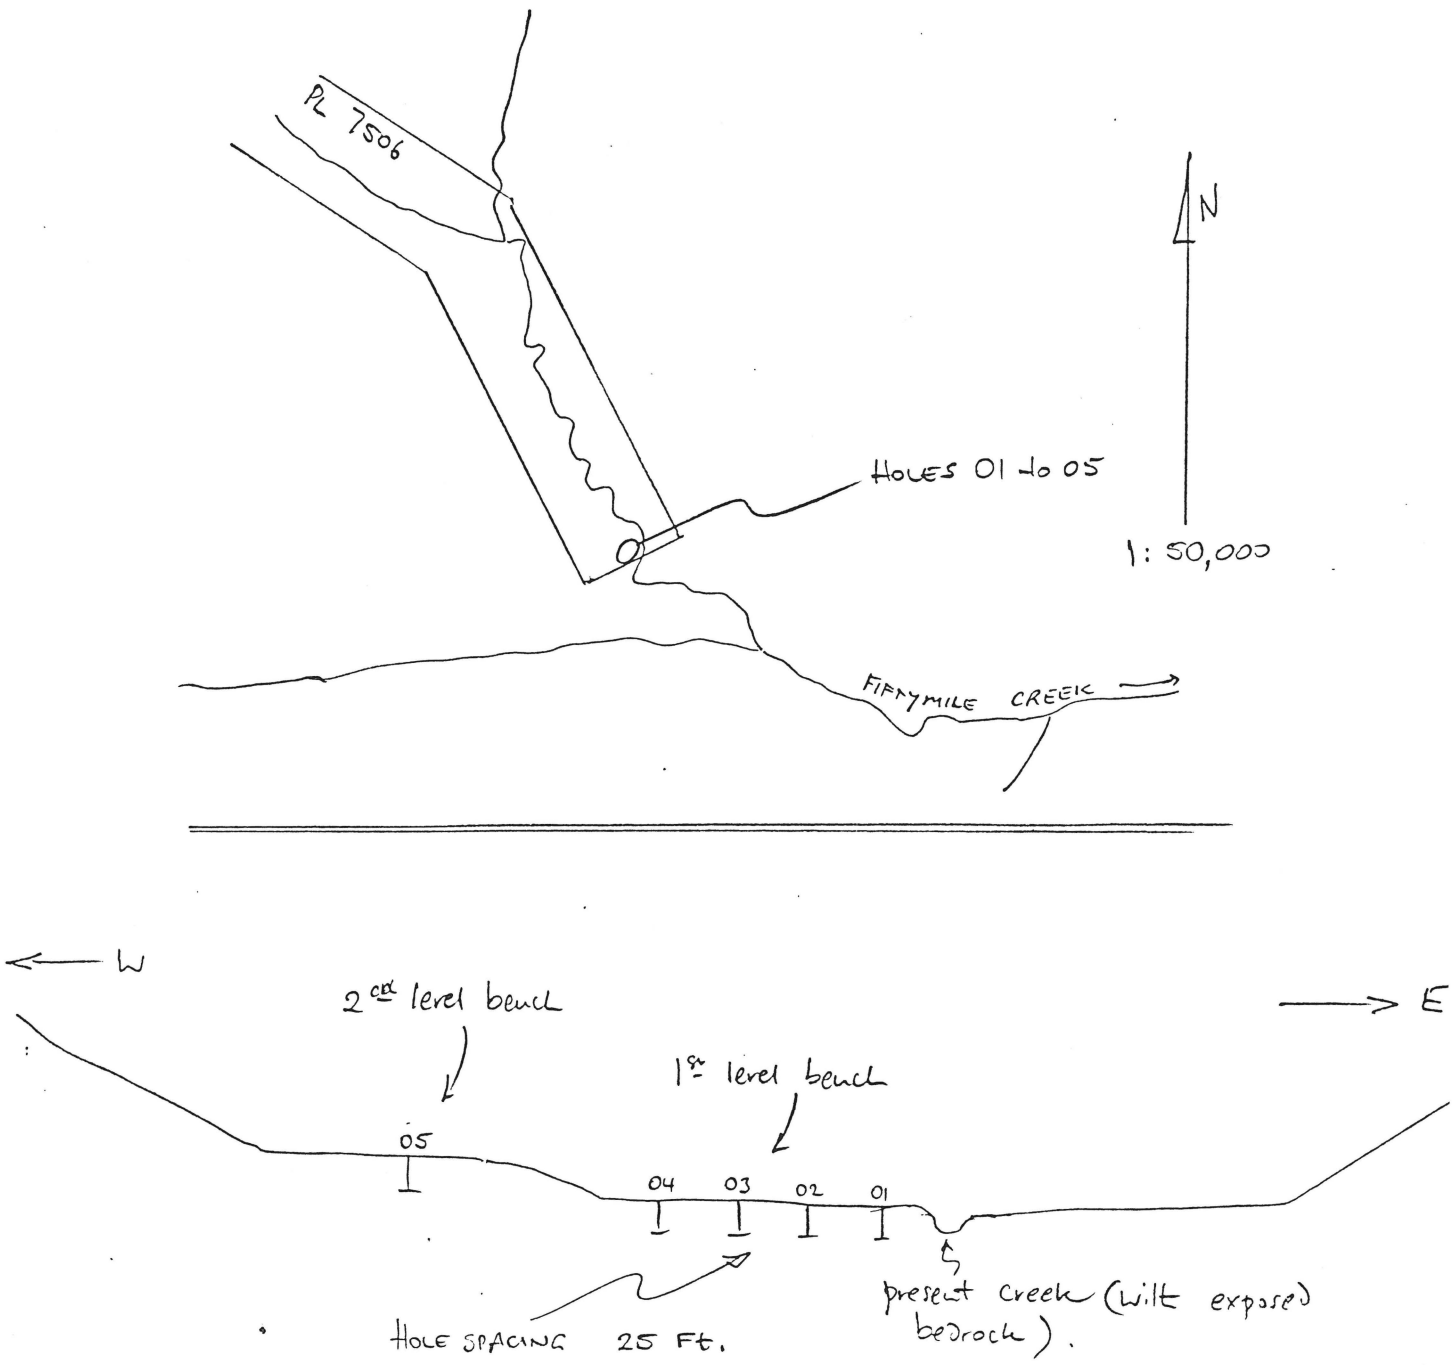 PL 7506
N
HOLES 01 to 05
1: 50,000
FIFTYMILE CREEK
W
E
2nd level bench
1st level bench
05
04 03 02 01
present creek (with exposed
bedrock).
HOLE SPACING 25 Ft.